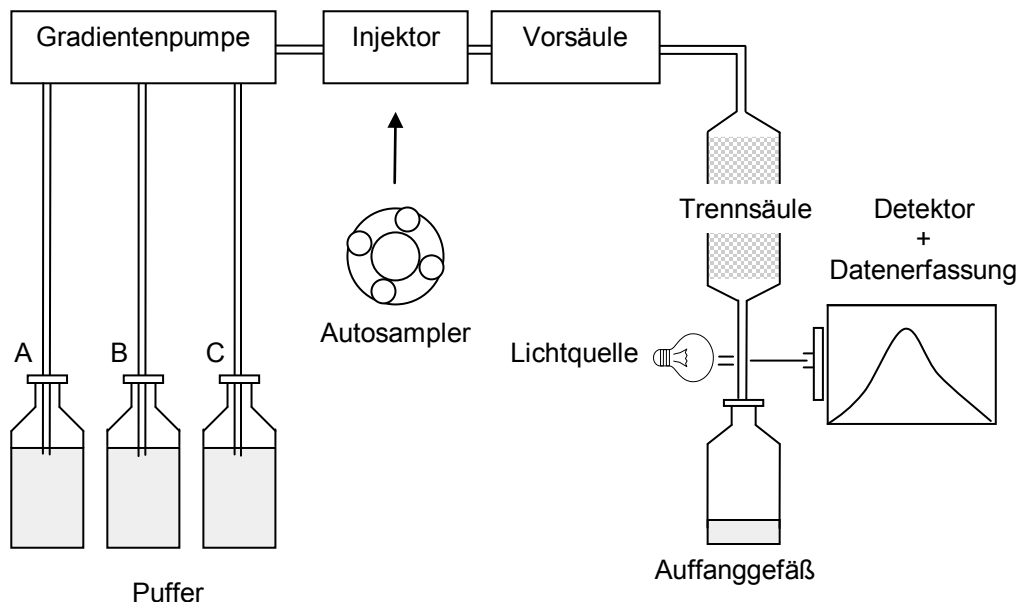 Gradientenpumpe
Injektor
Vorsäule
Trennsäule
Detektor
+
Datenerfassung
Autosampler
Lichtquelle
A
B
C
Auffanggefäß
Puffer